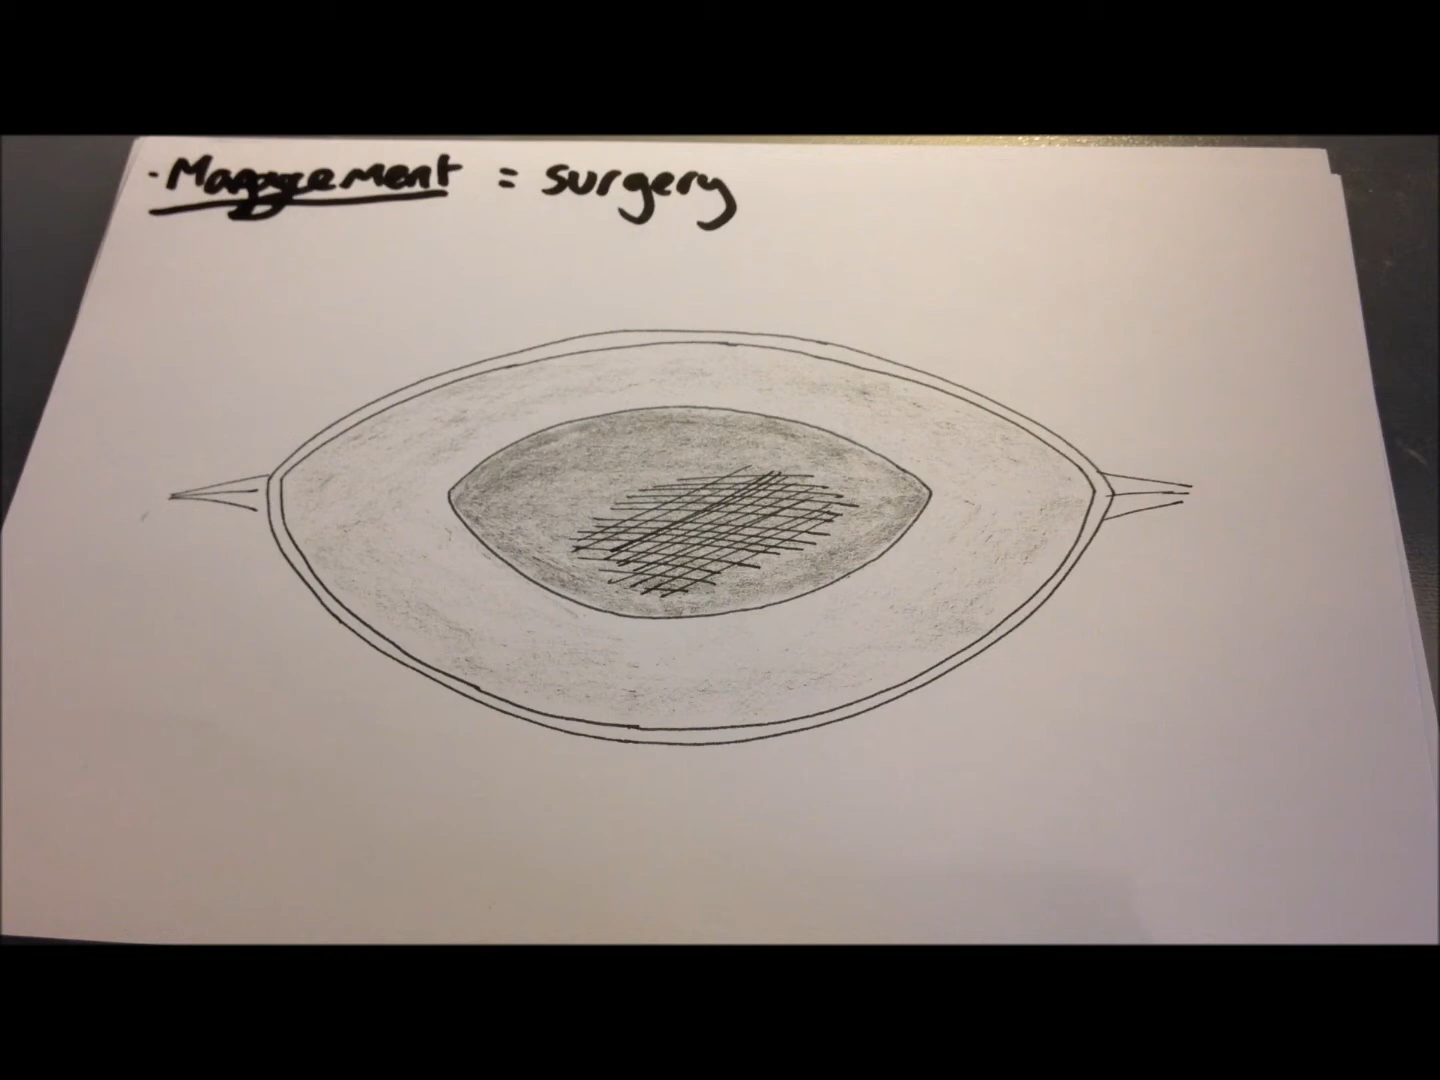 · Management = surgery